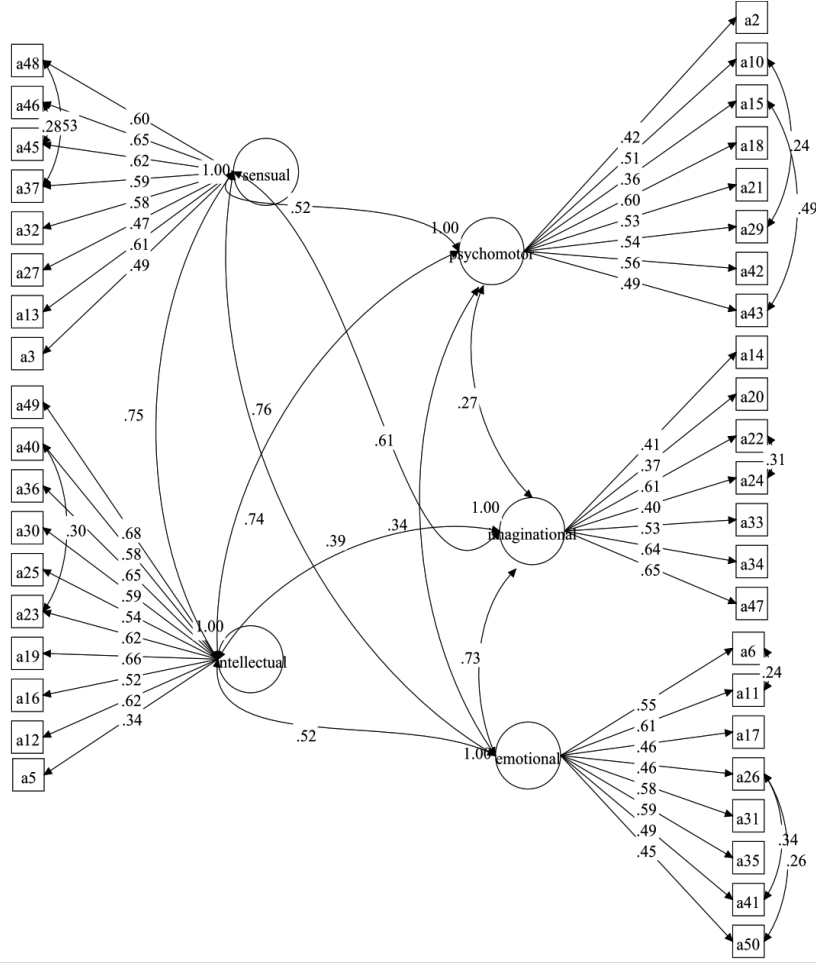 a48
a46
a45
a37
a32
a27
a13
a3
.2853
.60
.65
.62
.59
.58
.47
.61
.49
1.00
sensual
.52
a49
a40
a36
a30
a25
a23
a19
a16
a12
a5
.30
.68
.58
.65
.59
.54
.62
.66
.52
.62
.34
1.00
intellectual
.75
.76
.61
.74
.39
.34
.27
.73
.52
1.00
psychomotor
.42
.51
.36
.60
.53
.54
.56
.49
a2
a10
a15
a18
a21
a29
a42
a43
.24
.49
1.00
imaginational
.41
.37
.61
.40
.53
.64
.65
a14
a20
a22
a24
a33
a34
a47
.31
1.00
emotional
.55
.61
.46
.46
.58
.59
.49
.45
a6
a11
a17
a26
a31
a35
a41
a50
.24
.34
.26